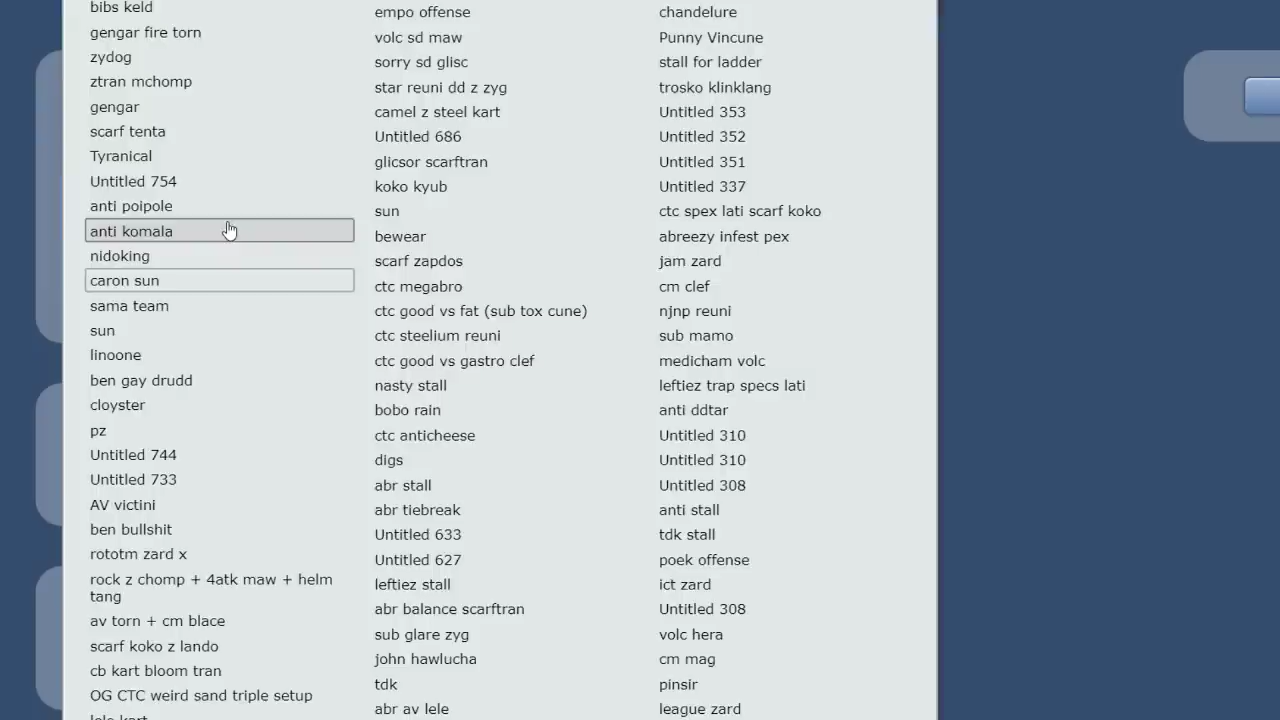 bibs keld
gengar fire torn
zydog
ztran mchomp
gengar
scarf tenta
Tyranical
Untitled 754
anti poipole
anti komala
nidoking
caron sun
sama team
sun
linoone
ben gay drudd
cloyster
pz
Untitled 744
Untitled 733
AV victini
ben bullshit
rototm zard x
rock z chomp + 4atk maw + helm
tang
av torn + cm blace
scarf koko z lando
cb kart bloom tran
OG CTC weird sand triple setup
lele kart
empo offense
volc sd maw
sorry sd glisc
star reuni dd z zyg
camel z steel kart
Untitled 686
glicsor scarftran
koko kyub
sun
bewear
scarf zapdos
ctc megabro
ctc good vs fat (sub tox cune)
ctc steelium reuni
ctc good vs gastro clef
nasty stall
bobo rain
ctc anticheese
digs
abr stall
abr tiebreak
Untitled 633
Untitled 627
leftiez stall
abr balance scarftran
sub glare zyg
john hawlucha
tdk
abr av lele
chandelure
Punny Vincune
stall for ladder
trosko klinklang
Untitled 353
Untitled 352
Untitled 351
Untitled 337
ctc spex lati scarf koko
abreezy infest pex
jam zard
cm clef
njnp reuni
sub mamo
medicham volc
leftiez trap specs lati
anti ddtar
Untitled 310
Untitled 310
Untitled 308
anti stall
tdk stall
poek offense
ict zard
Untitled 308
volc hera
cm mag
pinsir
league zard